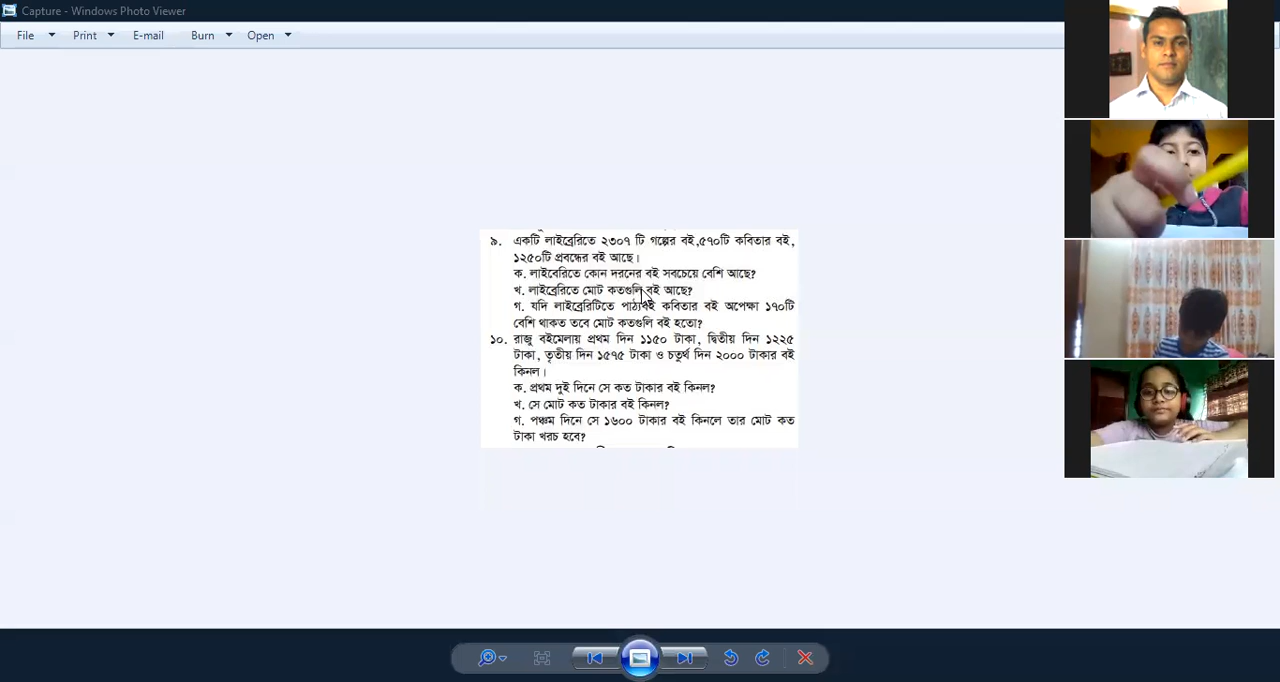 Capture - Windows Photo Viewer
File Print E-mail Burn Open
৯. একটি লাইব্রেরিতে ২৩০৭ টি গল্পের বই,৫৭০টি কবিতার বই,
১২৫০টি প্রবন্ধের বই আছে।
ক. লাইবেরিতে কোন দরনের বই সবচেয়ে বেশি আছে?
খ. লাইব্রেরিতে মোট কতগুলি বই আছে?
গ. যদি লাইব্রেরিটিতে পাঠ্যবই কবিতার বই অপেক্ষা ১৭০টি
বেশি থাকত তবে মোট কতগুলি বই হতো?
১০. রাজু বইমেলায় প্রথম দিন ১১৫০ টাকা, দ্বিতীয় দিন ১২২৫
টাকা, তৃতীয় দিন ১৫৭৫ টাকা ও চতুর্থ দিন ২০০০ টাকার বই
কিনল।
ক. প্রথম দুই দিনে সে কত টাকার বই কিনল?
খ. সে মোট কত টাকার বই কিনল?
গ. পঞ্চম দিনে সে ১৬০০ টাকার বই কিনলে তার মোট কত
টাকা খরচ হবে?